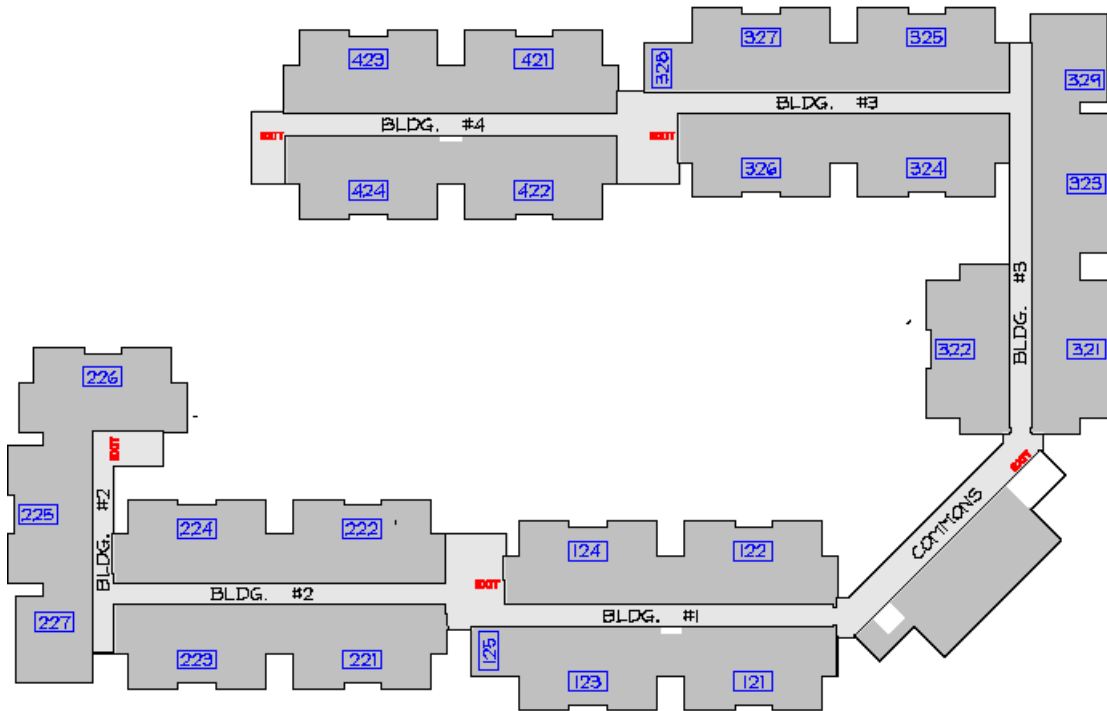 327
325
423
421
328
329
BLDG. #3
BLDG. #4
EXIT
EXIT
326
324
323
424
422
BLDG. #3
322
321
226
EXIT
EXIT
BLDG. #2
COMMONS
225
224
222
124
122
EXIT
BLDG. #2
BLDG. #1
227
125
223
221
123
121